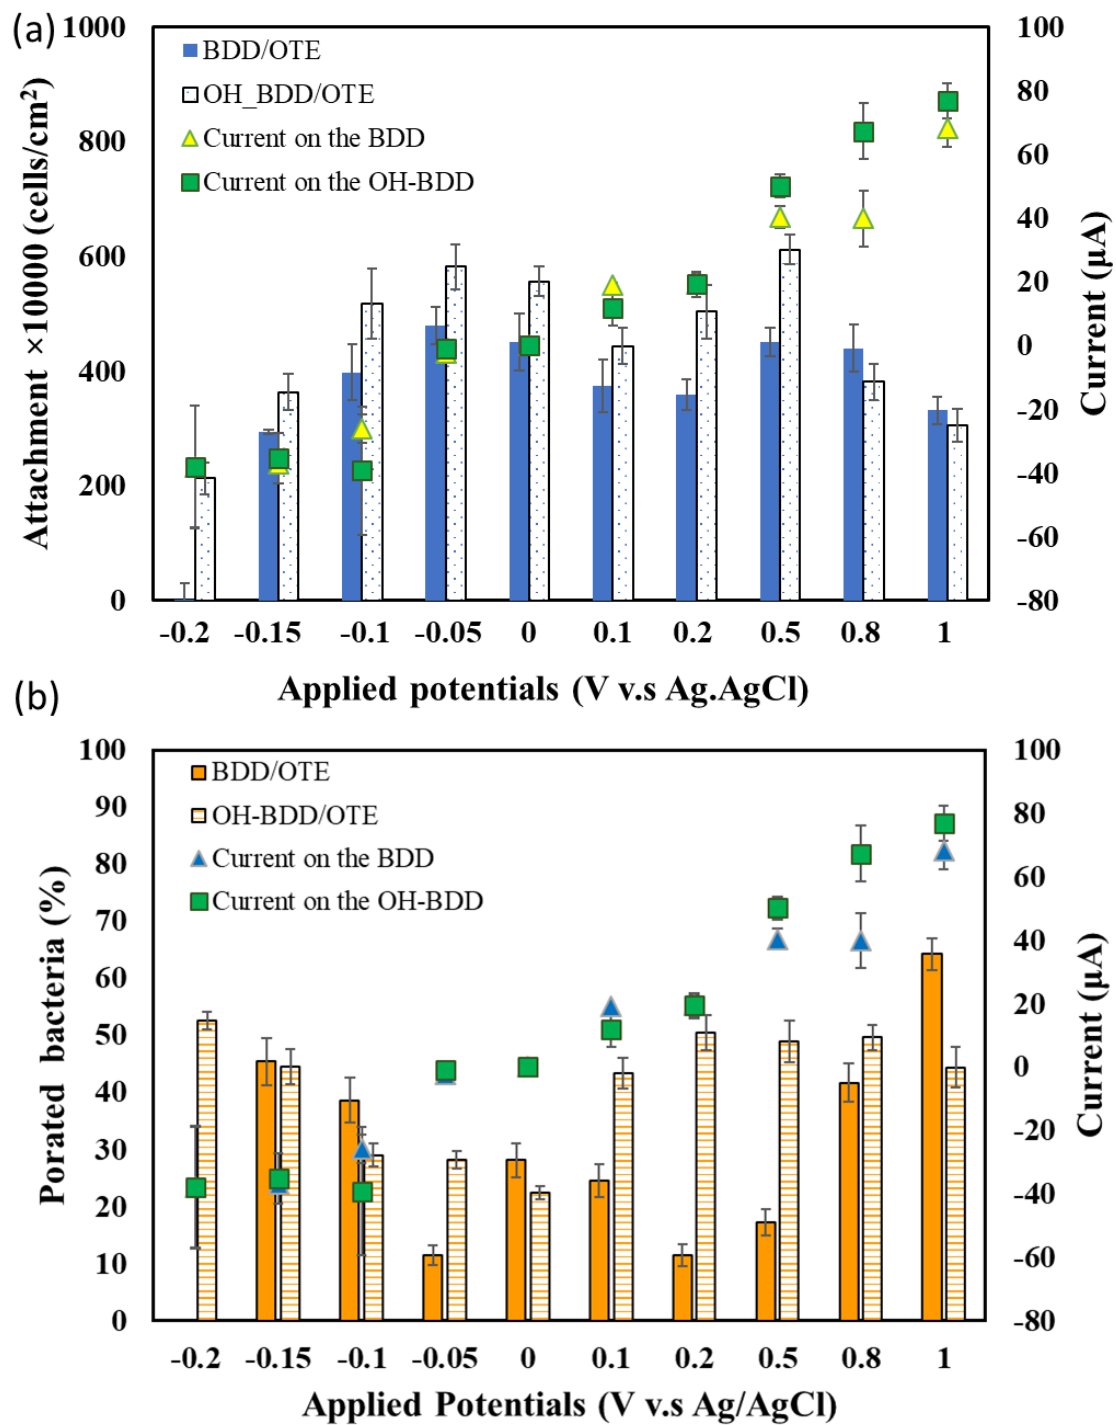 (a)
1000
800
600
400
200
0
Attachment ×10000 (cells/cm²)
BDD/OTE
OH_BDD/OTE
Current on the BDD
Current on the OH-BDD
100
80
60
40
20
0
-20
-40
-60
-80
Current (µA)
-0.2 -0.15 -0.1 -0.05 0 0.1 0.2 0.5 0.8 1
Applied potentials (V v.s Ag.AgCl)
(b)
100
90
80
70
60
50
40
30
20
10
0
Porated bacteria (%)
BDD/OTE
OH-BDD/OTE
Current on the BDD
Current on the OH-BDD
100
80
60
40
20
0
-20
-40
-60
-80
Current (µA)
-0.2 -0.15 -0.1 -0.05 0 0.1 0.2 0.5 0.8 1
Applied Potentials (V v.s Ag/AgCl)